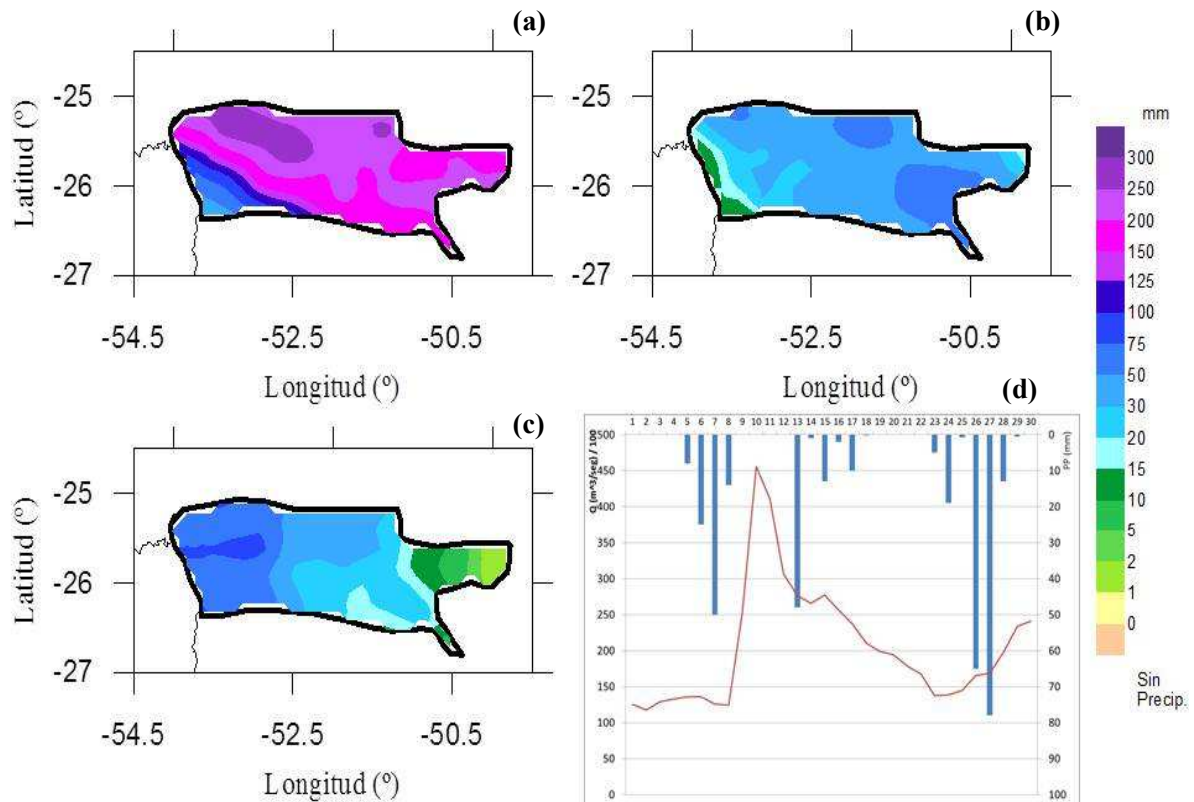 (a)
Latitud (º)
-25
-26
-27
-54.5 -52.5 -50.5
Longitud (º)
(b)
-25
-26
-27
-54.5 -52.5 -50.5
Longitud (º)
mm
300
250
200
150
125
100
75
50
30
20
15
10
5
2
1
0
Sin
Precip.
(c)
Latitud (º)
-25
-26
-27
-54.5 -52.5 -50.5
Longitud (º)
(d)
1 2 3 4 5 6 7 8 9 10 11 12 13 14 15 16 17 18 19 20 21 22 23 24 25 26 27 28 29 30
Q (m^3/seg) / 100
500
450
400
350
300
250
200
150
100
50
0
PP (mm)
0
10
20
30
40
50
60
70
80
90
100